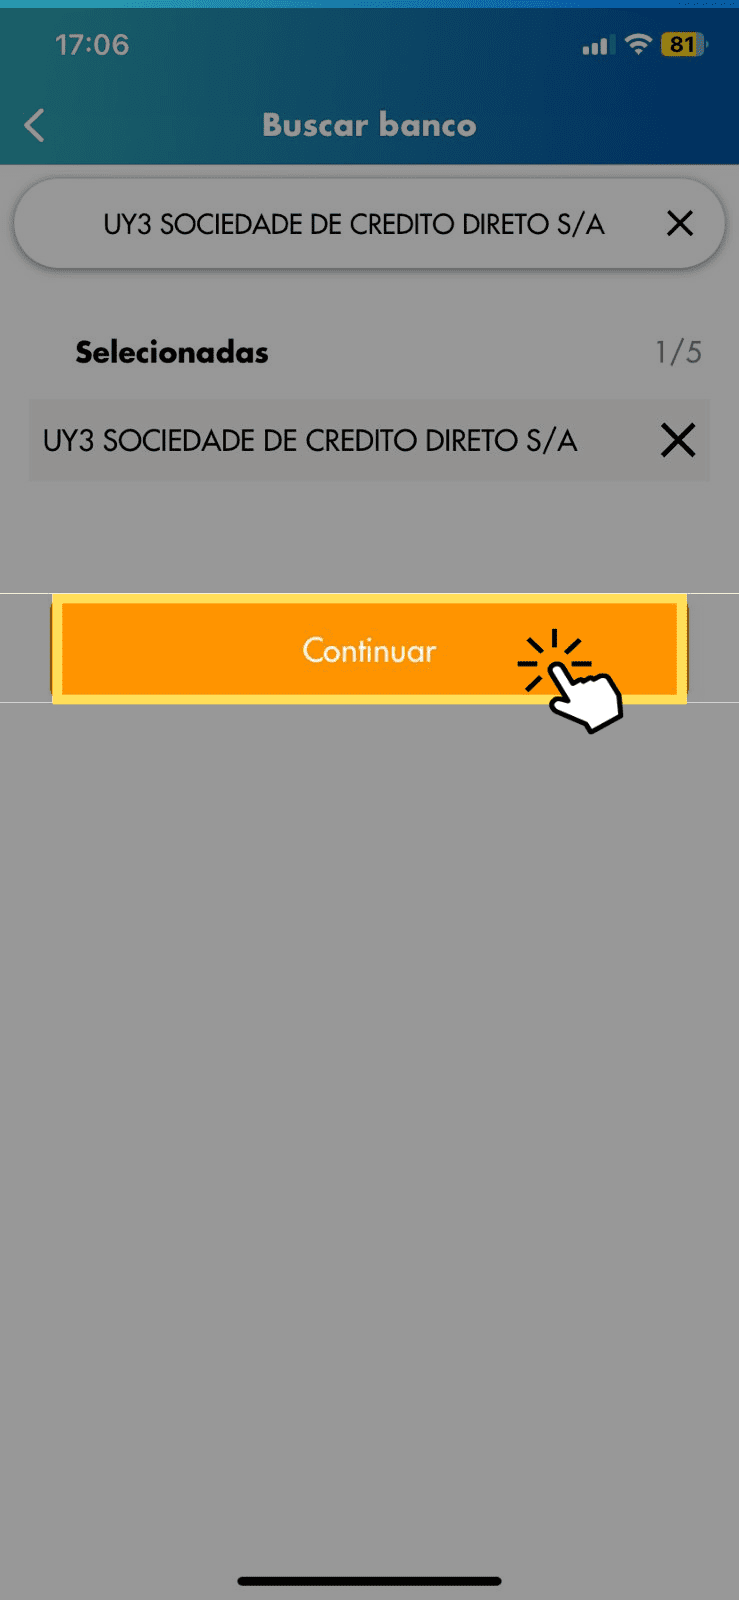 17:06
81
Buscar banco
UY3 SOCIEDADE DE CREDITO DIRETO S/A
Selecionadas
1/5
UY3 SOCIEDADE DE CREDITO DIRETO S/A
Continuar